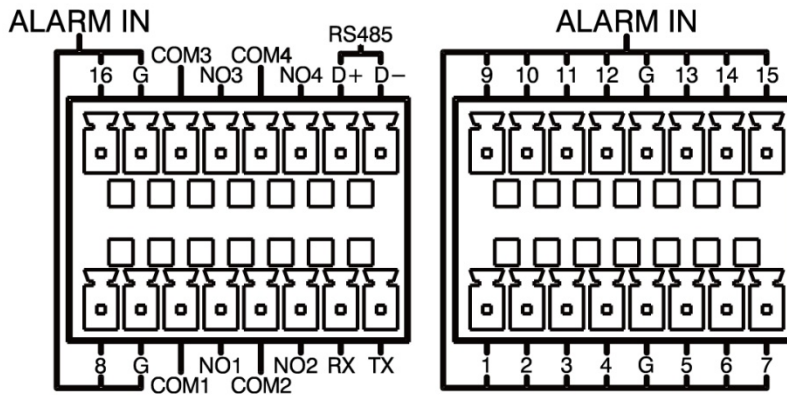 ALARM IN
RS485
COM3 COM4
16 G NO3 NO4 D+ D−
8 G NO1 NO2 RX TX
COM1 COM2
ALARM IN
9 10 11 12 G 13 14 15
1 2 3 4 G 5 6 7